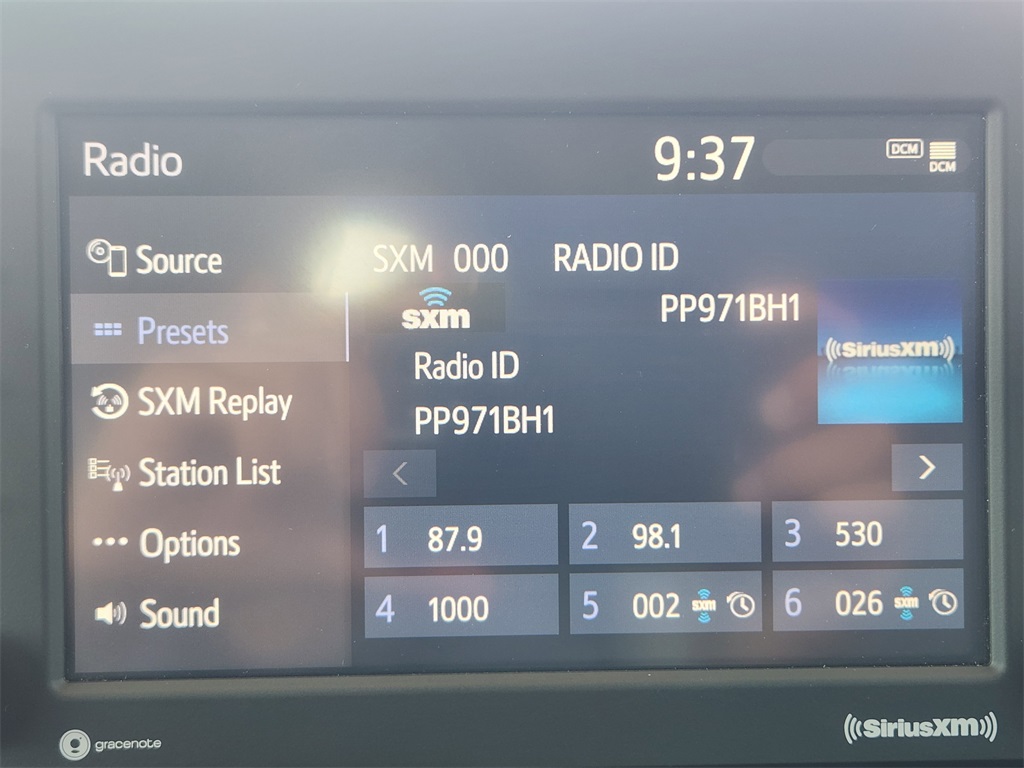 Radio 9:37 DCM DCM
Source
Presets
SXM Replay
Station List
Options
Sound
SXM 000 RADIO ID
sxm PP971BH1
Radio ID
PP971BH1
((SiriusXM))
< >
1 87.9 2 98.1 3 530
4 1000 5 002 sxm 6 026 sxm
gracenote ((SiriusXM))